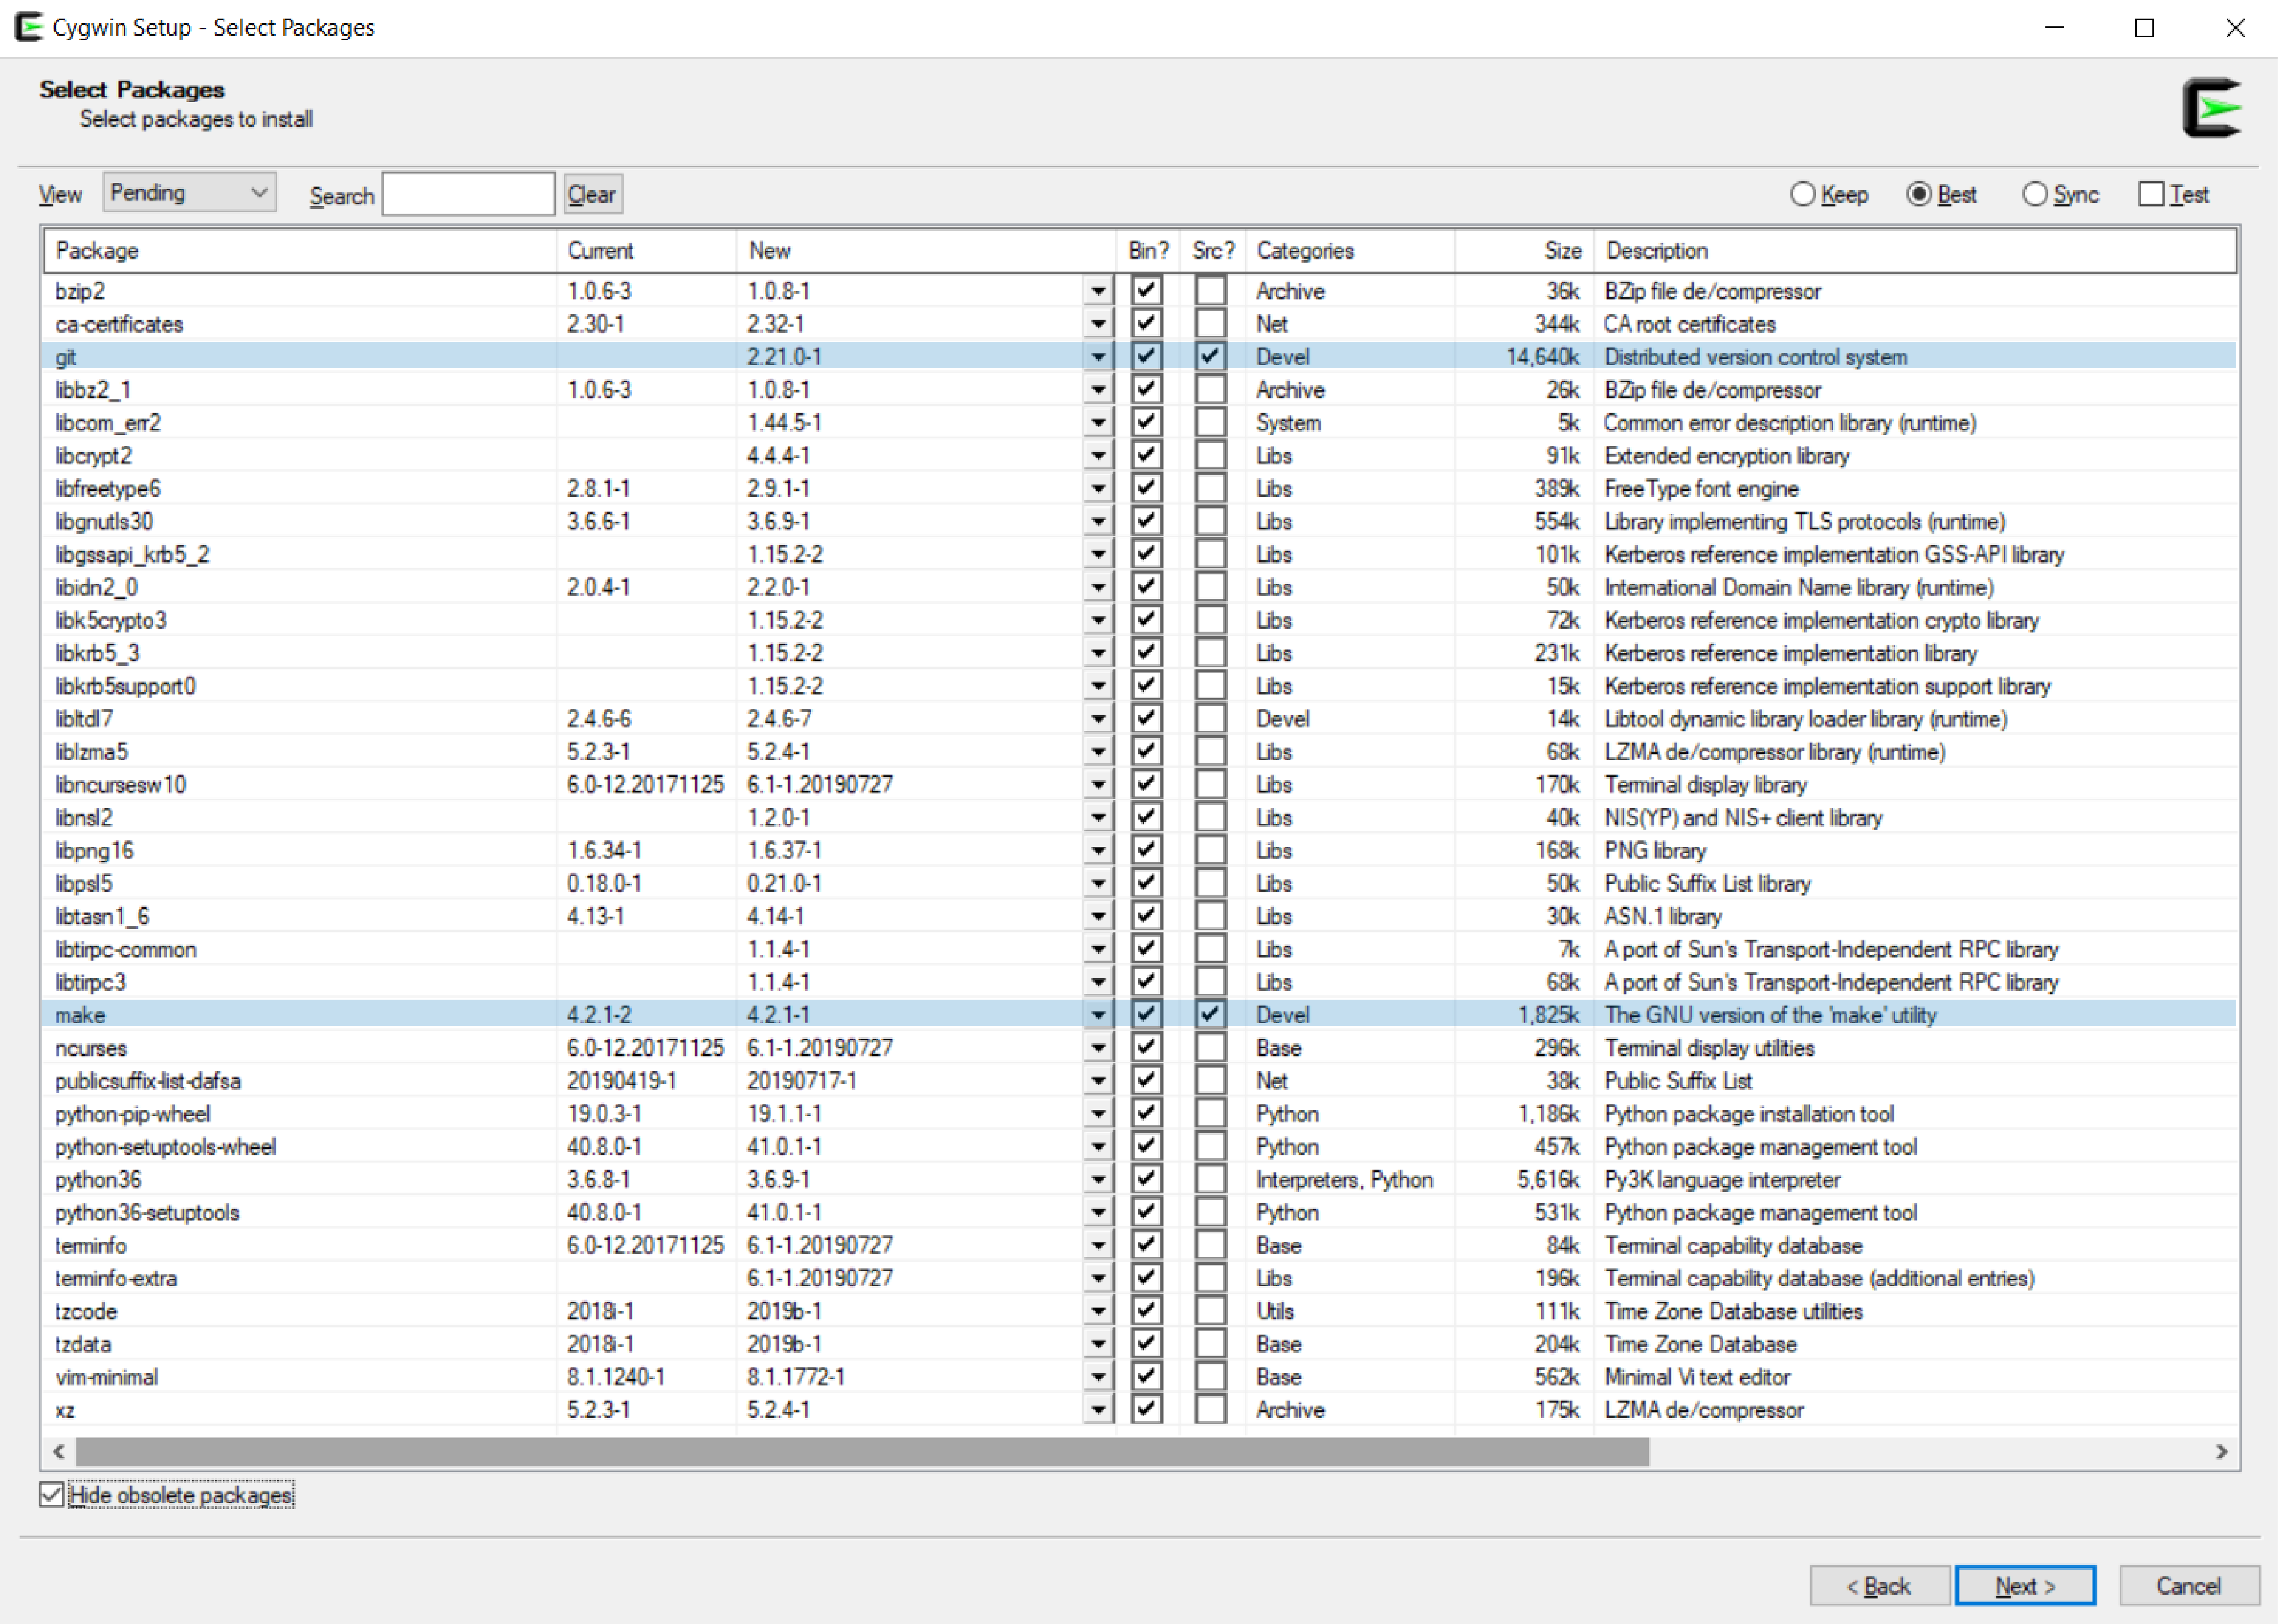 Cygwin Setup - Select Packages
Select Packages
Select packages to install
View Pending Search Clear Keep Best Sync Test
Package Current New Bin? Src? Categories Size Description
bzip2 1.0.6-3 1.0.8-1 Archive 36k BZip file de/compressor
ca-certificates 2.30-1 2.32-1 Net 344k CA root certificates
git 2.21.0-1 Devel 14,640k Distributed version control system
libbz2_1 1.0.6-3 1.0.8-1 Archive 26k BZip file de/compressor
libcom_err2 1.44.5-1 System 5k Common error description library (runtime)
libcrypt2 4.4.4-1 Libs 91k Extended encryption library
libfreetype6 2.8.1-1 2.9.1-1 Libs 389k FreeType font engine
libgnutls30 3.6.6-1 3.6.9-1 Libs 554k Library implementing TLS protocols (runtime)
libgssapi_krb5_2 1.15.2-2 Libs 101k Kerberos reference implementation GSS-API library
libidn2_0 2.0.4-1 2.2.0-1 Libs 50k International Domain Name library (runtime)
libk5crypto3 1.15.2-2 Libs 72k Kerberos reference implementation crypto library
libkrb5_3 1.15.2-2 Libs 231k Kerberos reference implementation library
libkrb5support0 1.15.2-2 Libs 15k Kerberos reference implementation support library
libltdl7 2.4.6-6 2.4.6-7 Devel 14k Libtool dynamic library loader library (runtime)
liblzma5 5.2.3-1 5.2.4-1 Libs 68k LZMA de/compressor library (runtime)
libncursesw10 6.0-12.20171125 6.1-1.20190727 Libs 170k Terminal display library
libnsl2 1.2.0-1 Libs 40k NIS(YP) and NIS+ client library
libpng16 1.6.34-1 1.6.37-1 Libs 168k PNG library
libpsl5 0.18.0-1 0.21.0-1 Libs 50k Public Suffix List library
libtasn1_6 4.13-1 4.14-1 Libs 30k ASN.1 library
libtirpc-common 1.1.4-1 Libs 7k A port of Sun's Transport-Independent RPC library
libtirpc3 1.1.4-1 Libs 68k A port of Sun's Transport-Independent RPC library
make 4.2.1-2 4.2.1-1 Devel 1,825k The GNU version of the 'make' utility
ncurses 6.0-12.20171125 6.1-1.20190727 Base 296k Terminal display utilities
publicsuffix-list-dafsa 20190419-1 20190717-1 Net 38k Public Suffix List
python-pip-wheel 19.0.3-1 19.1.1-1 Python 1,186k Python package installation tool
python-setuptools-wheel 40.8.0-1 41.0.1-1 Python 457k Python package management tool
python36 3.6.8-1 3.6.9-1 Interpreters, Python 5,616k Py3K language interpreter
python36-setuptools 40.8.0-1 41.0.1-1 Python 531k Python package management tool
terminfo 6.0-12.20171125 6.1-1.20190727 Base 84k Terminal capability database
terminfo-extra 6.1-1.20190727 Libs 196k Terminal capability database (additional entries)
tzcode 2018i-1 2019b-1 Utils 111k Time Zone Database utilities
tzdata 2018i-1 2019b-1 Base 204k Time Zone Database
vim-minimal 8.1.1240-1 8.1.1772-1 Base 562k Minimal Vi text editor
xz 5.2.3-1 5.2.4-1 Archive 175k LZMA de/compressor
Hide obsolete packages
< Back Next > Cancel